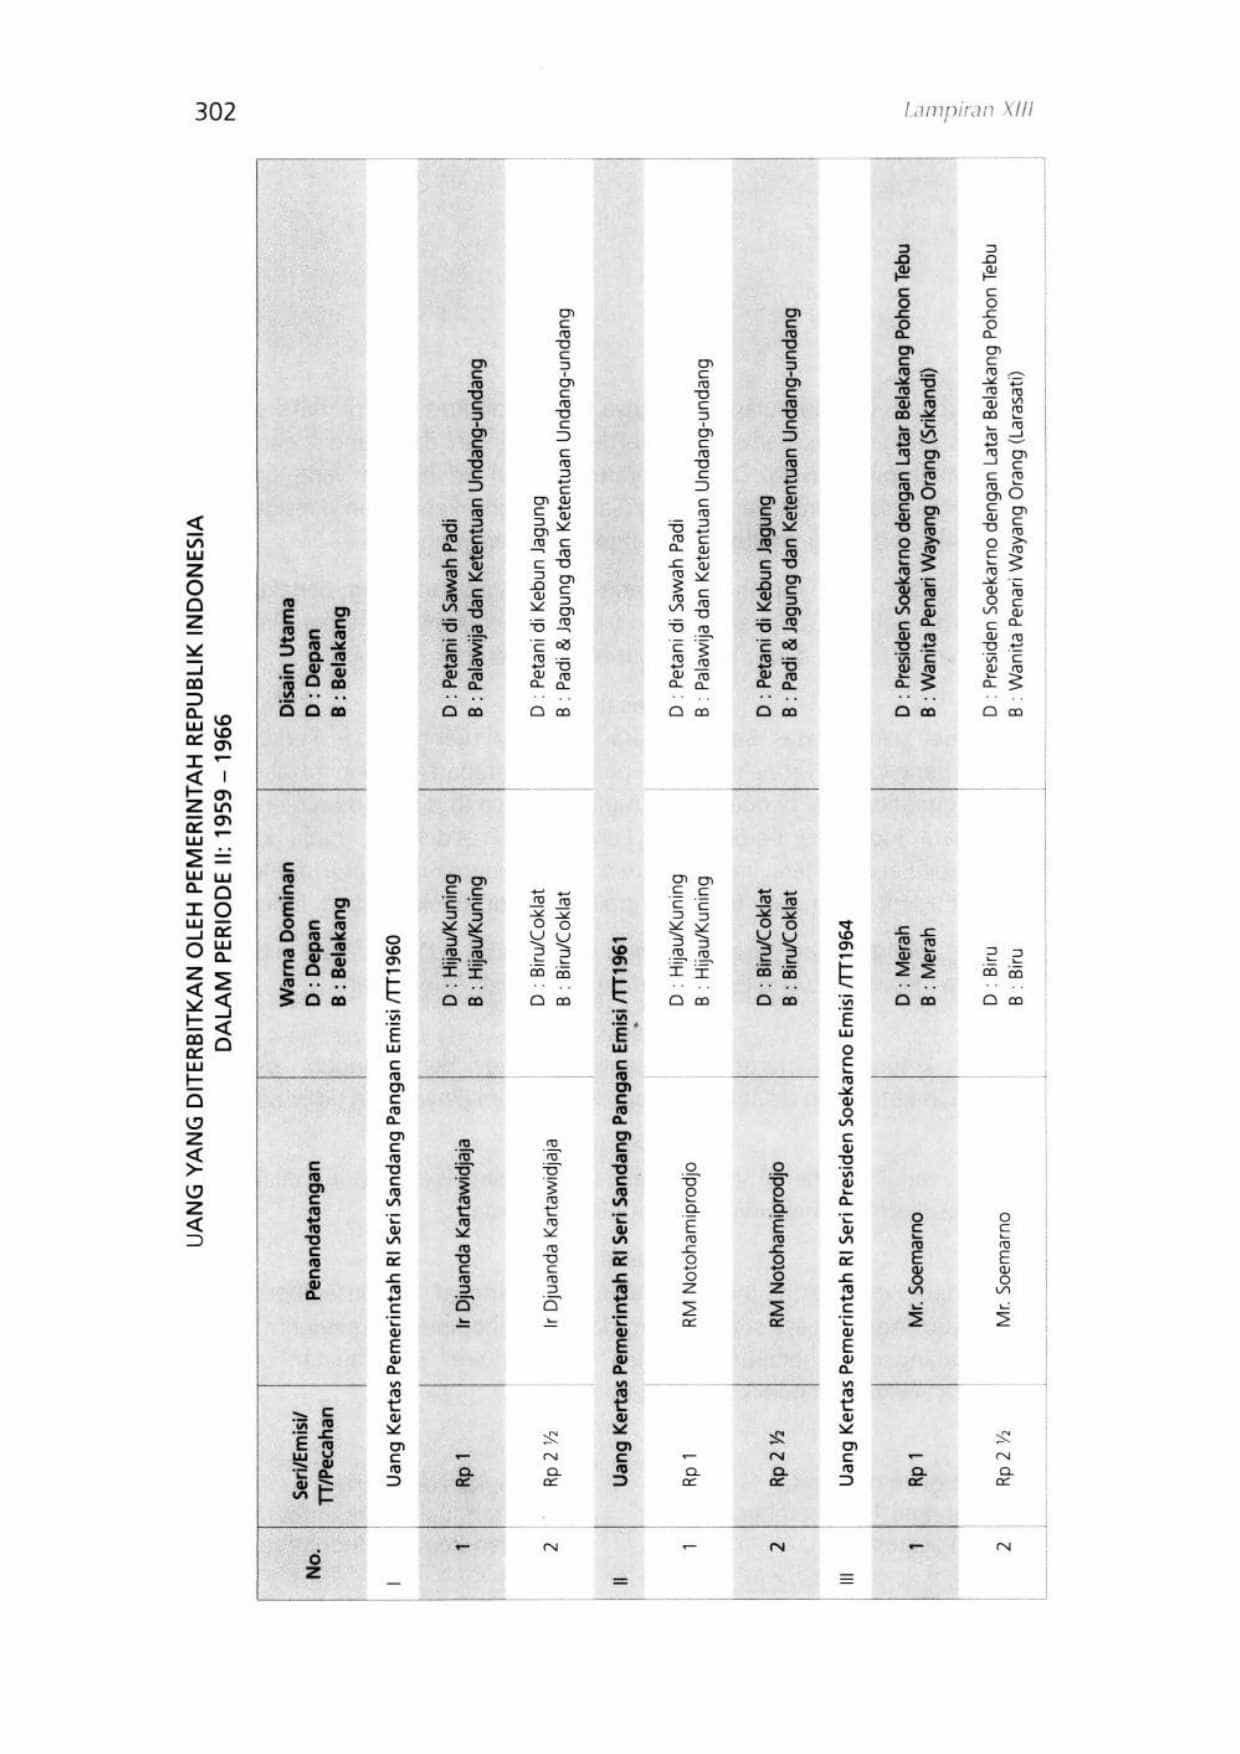 302
Lampiran XIII
UANG YANG DITERBITKAN OLEH PEMERINTAH REPUBLIK INDONESIA
DALAM PERIODE II: 1959 – 1966
No.
Seri/Emisi/
TT/Pecahan
Penandatangan
Warna Dominan
D : Depan
B : Belakang
Disain Utama
D : Depan
B : Belakang
I Uang Kertas Pemerintah RI Seri Sandang Pangan Emisi /TT1960
1 Rp 1 Ir Djuanda Kartawidjaja
D : Hijau/Kuning
B : Hijau/Kuning
D : Petani di Sawah Padi
B : Palawija dan Ketentuan Undang-undang
2 Rp 2 ½ Ir Djuanda Kartawidjaja
D : Biru/Coklat
B : Biru/Coklat
D : Petani di Kebun Jagung
B : Padi & Jagung dan Ketentuan Undang-undang
II Uang Kertas Pemerintah RI Seri Sandang Pangan Emisi /TT1961
1 Rp 1 RM Notohamiprodjo
D : Hijau/Kuning
B : Hijau/Kuning
D : Petani di Sawah Padi
B : Palawija dan Ketentuan Undang-undang
2 Rp 2 ½ RM Notohamiprodjo
D : Biru/Coklat
B : Biru/Coklat
D : Petani di Kebun Jagung
B : Padi & Jagung dan Ketentuan Undang-undang
III Uang Kertas Pemerintah RI Seri Presiden Soekarno Emisi /TT1964
1 Rp 1 Mr. Soemarno
D : Merah
B : Merah
D : Presiden Soekarno dengan Latar Belakang Pohon Tebu
B : Wanita Penari Wayang Orang (Srikandi)
2 Rp 2 ½ Mr. Soemarno
D : Biru
B : Biru
D : Presiden Soekarno dengan Latar Belakang Pohon Tebu
B : Wanita Penari Wayang Orang (Larasati)